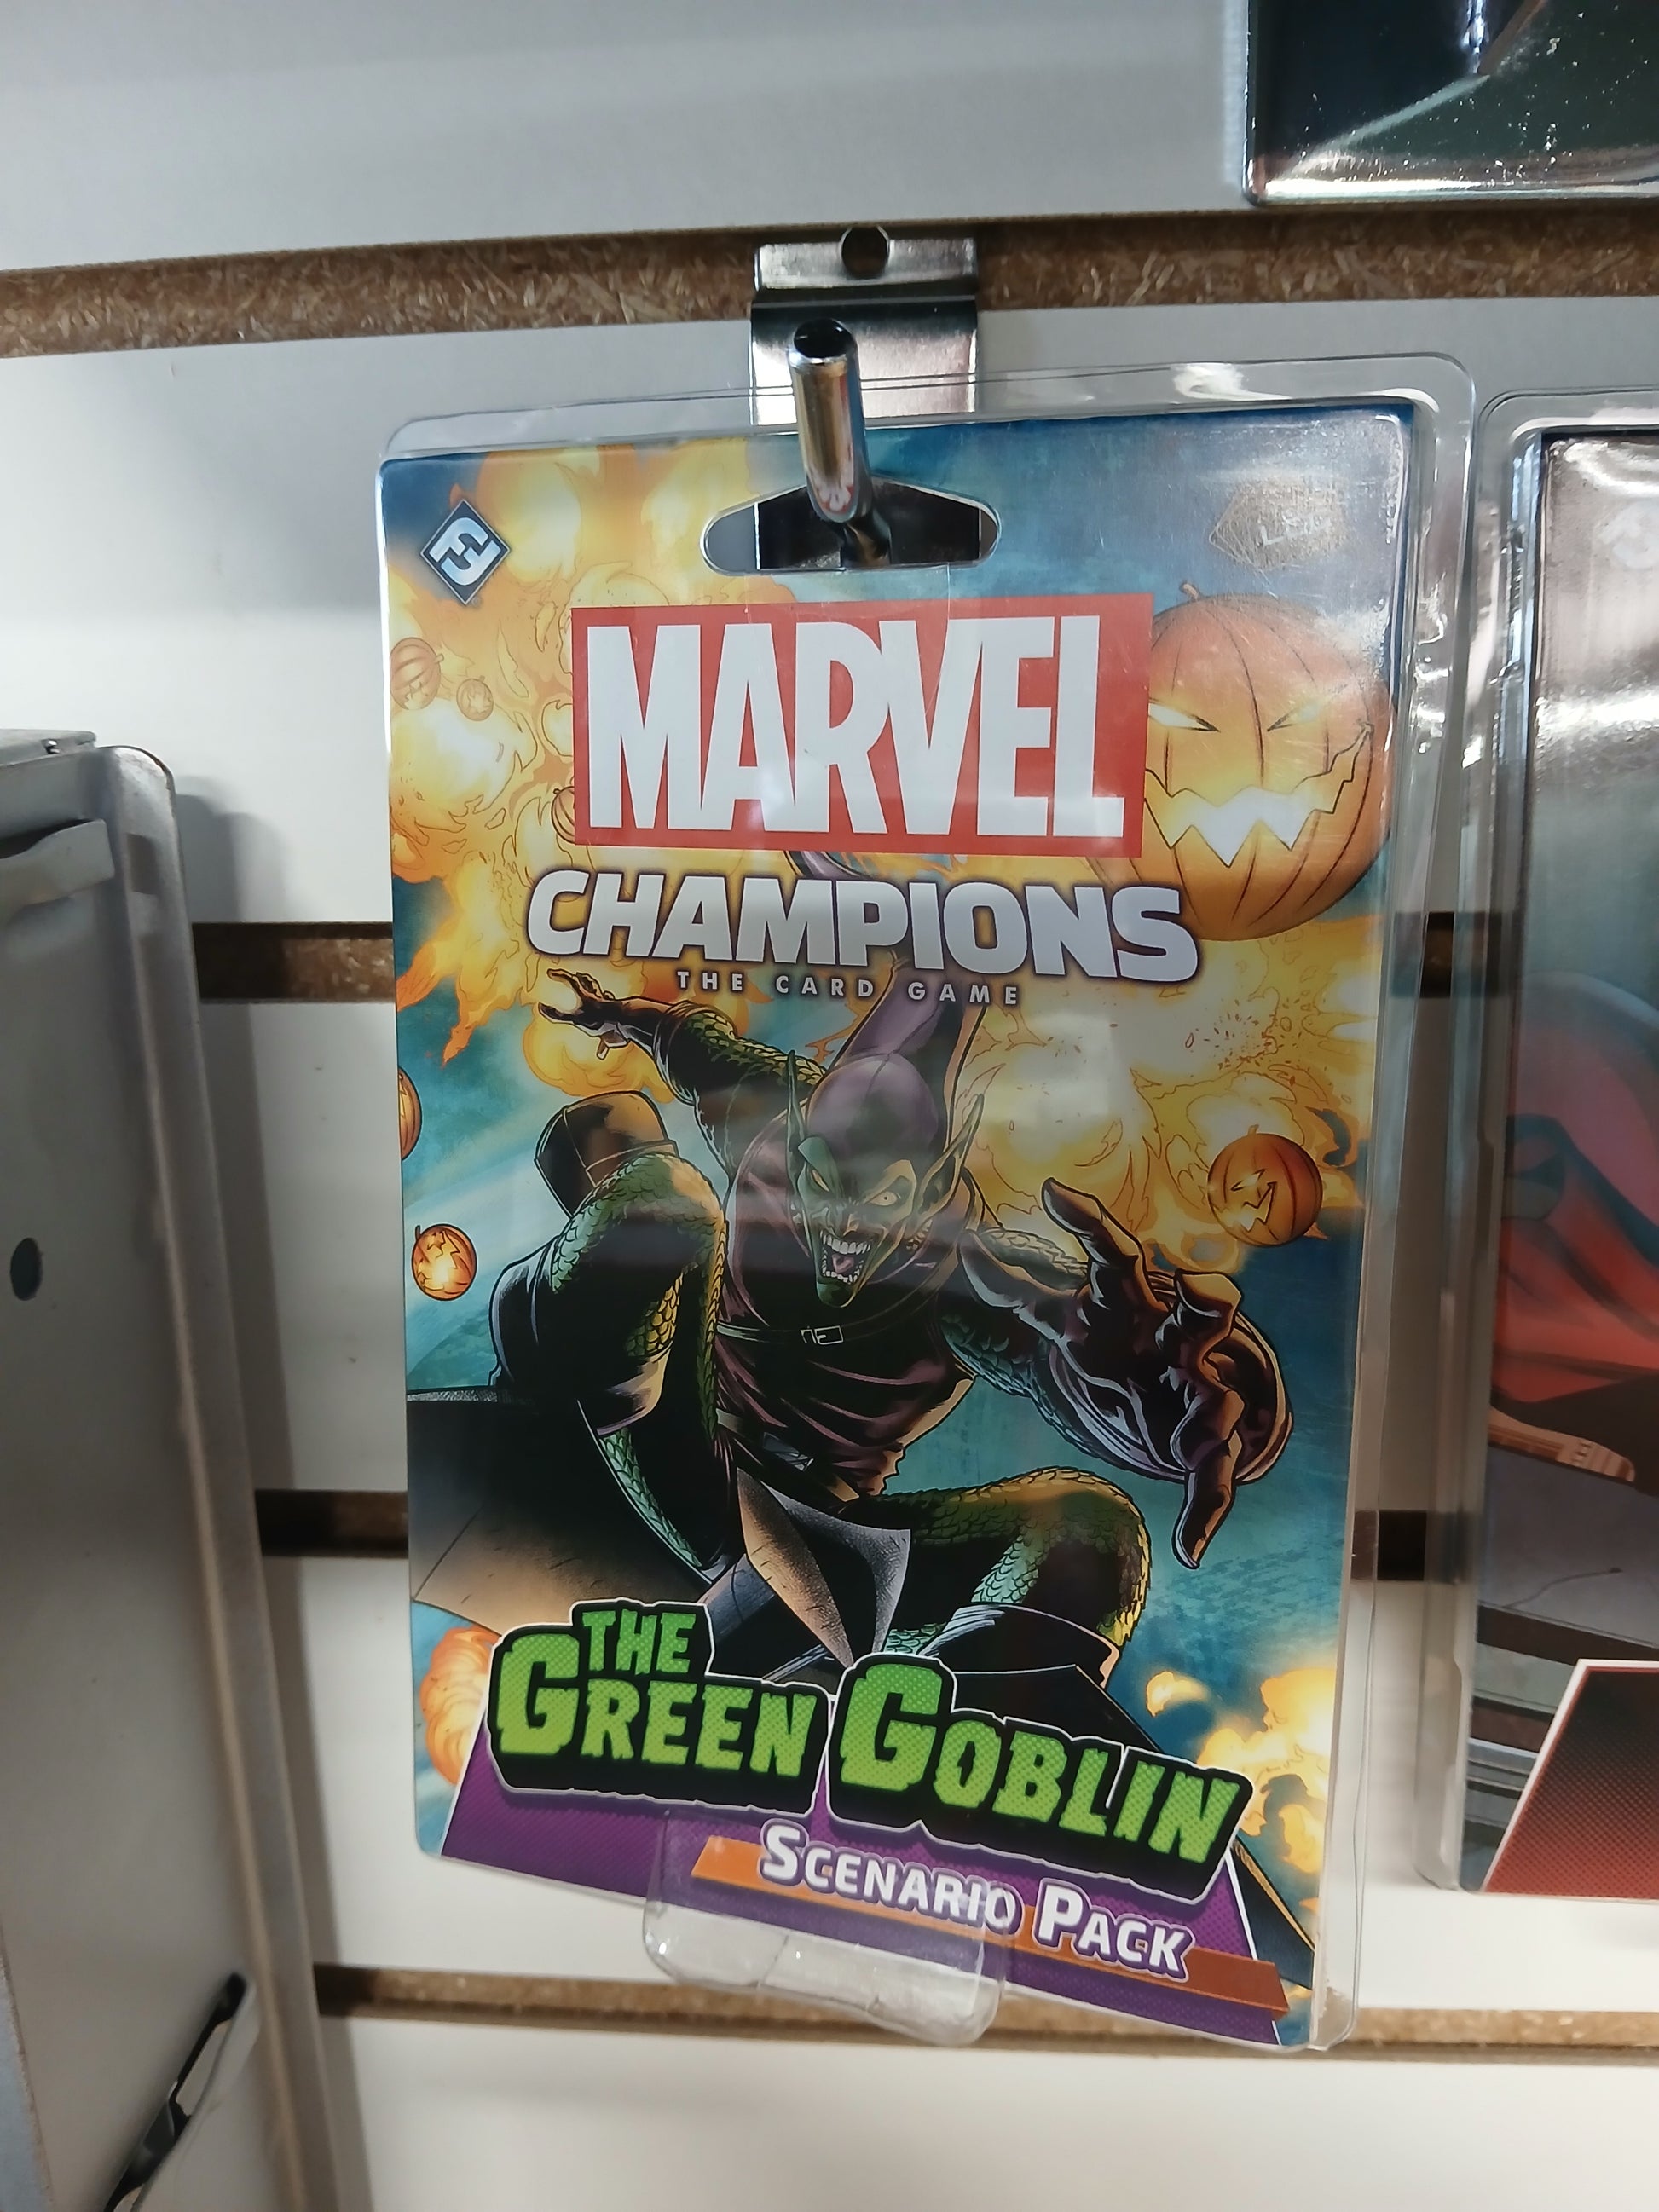 MARVEL
CHAMPIONS
THE CARD GAME
THE
GREEN GOBLIN
SCENARIO PACK